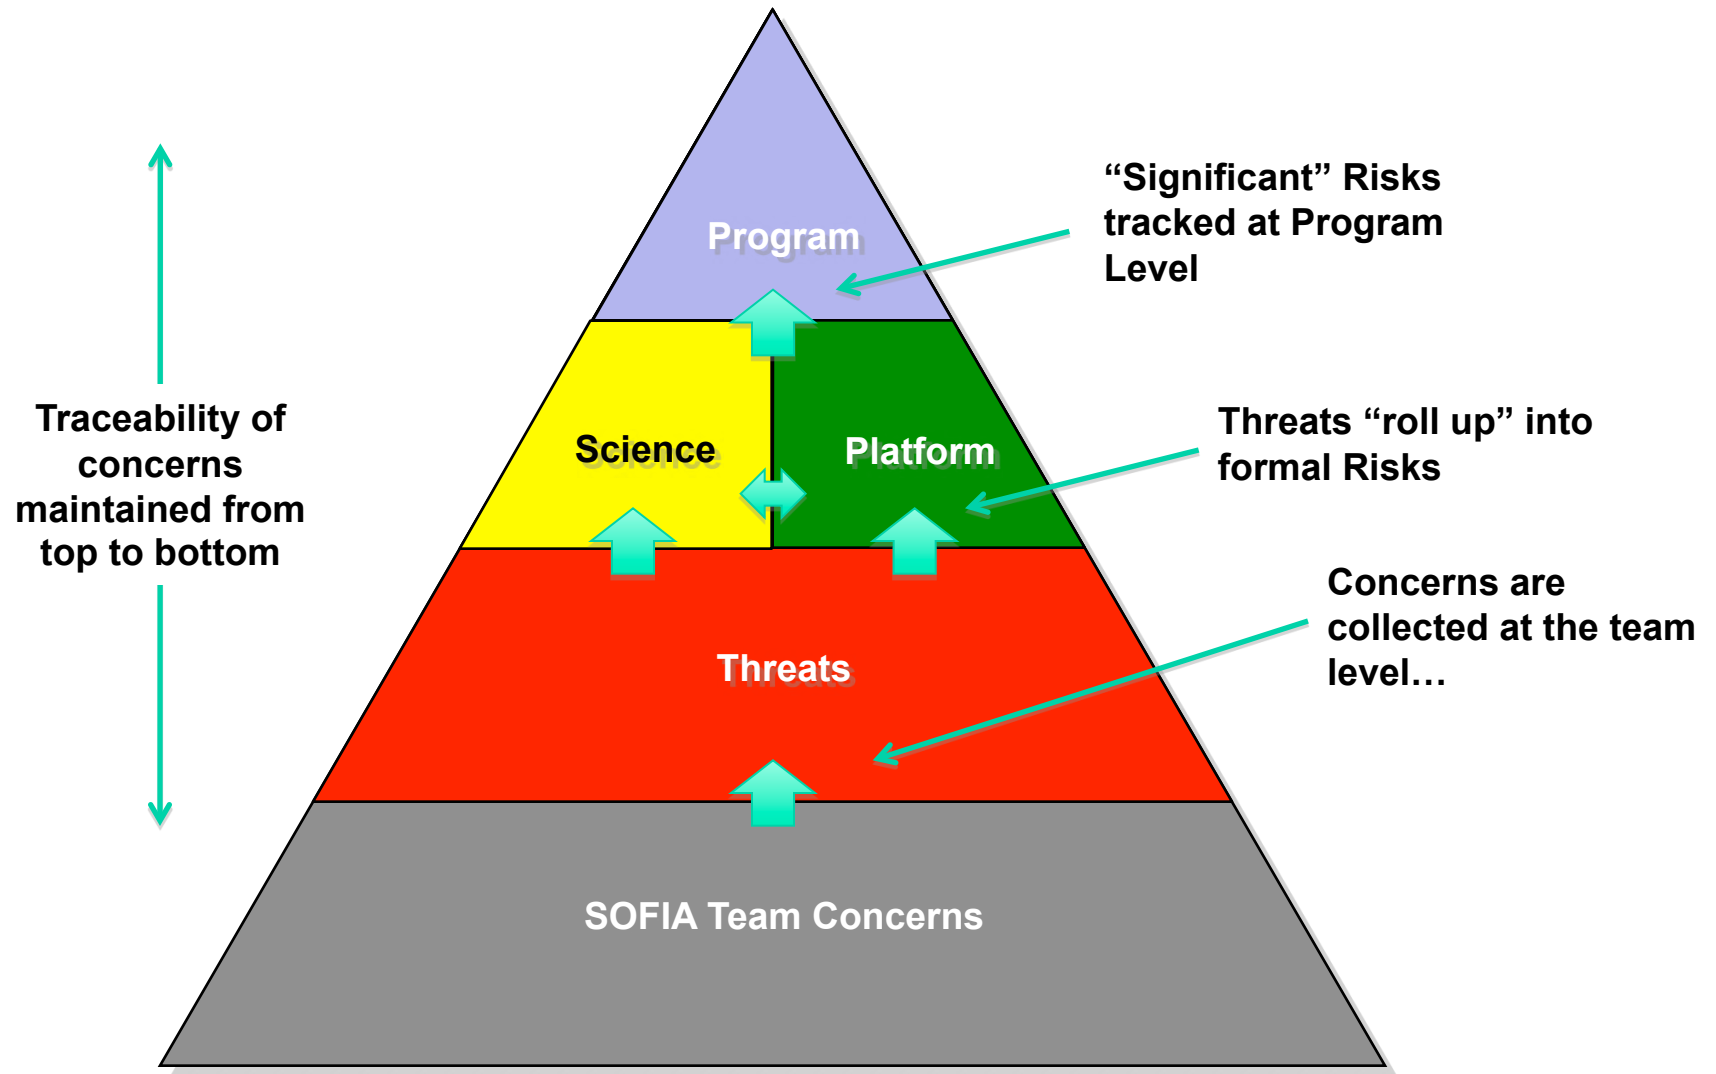 “Significant” Risks
tracked at Program
Level
Program
Traceability of
concerns
maintained from
top to bottom
Science
Platform
Threats “roll up” into
formal Risks
Concerns are
collected at the team
level…
Threats
SOFIA Team Concerns